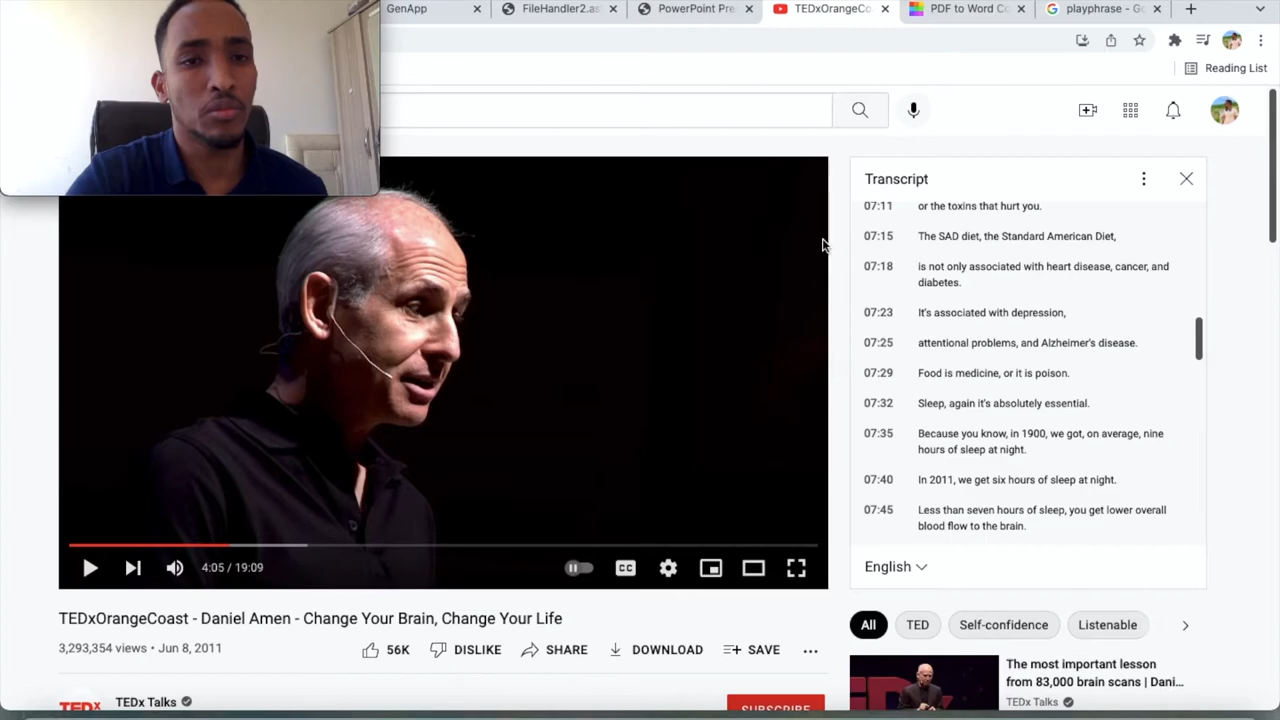 GenApp
FileHandler2.as
PowerPoint Pre
TEDxOrangeCo
PDF to Word Co
playphrase - Go
Reading List
Transcript
07:11 or the toxins that hurt you.
07:15 The SAD diet, the Standard American Diet,
07:18 is not only associated with heart disease, cancer, and
diabetes.
07:23 It's associated with depression,
07:25 attentional problems, and Alzheimer's disease.
07:29 Food is medicine, or it is poison.
07:32 Sleep, again it's absolutely essential.
07:35 Because you know, in 1900, we got, on average, nine
hours of sleep at night.
07:40 In 2011, we get six hours of sleep at night.
07:45 Less than seven hours of sleep, you get lower overall
blood flow to the brain.
English
4:05 / 19:09
CC
TEDxOrangeCoast - Daniel Amen - Change Your Brain, Change Your Life
3,293,354 views • Jun 8, 2011
56K
DISLIKE
SHARE
DOWNLOAD
SAVE
TEDx
TEDx Talks
SUBSCRIBE
All
TED
Self-confidence
Listenable
The most important lesson
from 83,000 brain scans | Dani...
TEDx Talks